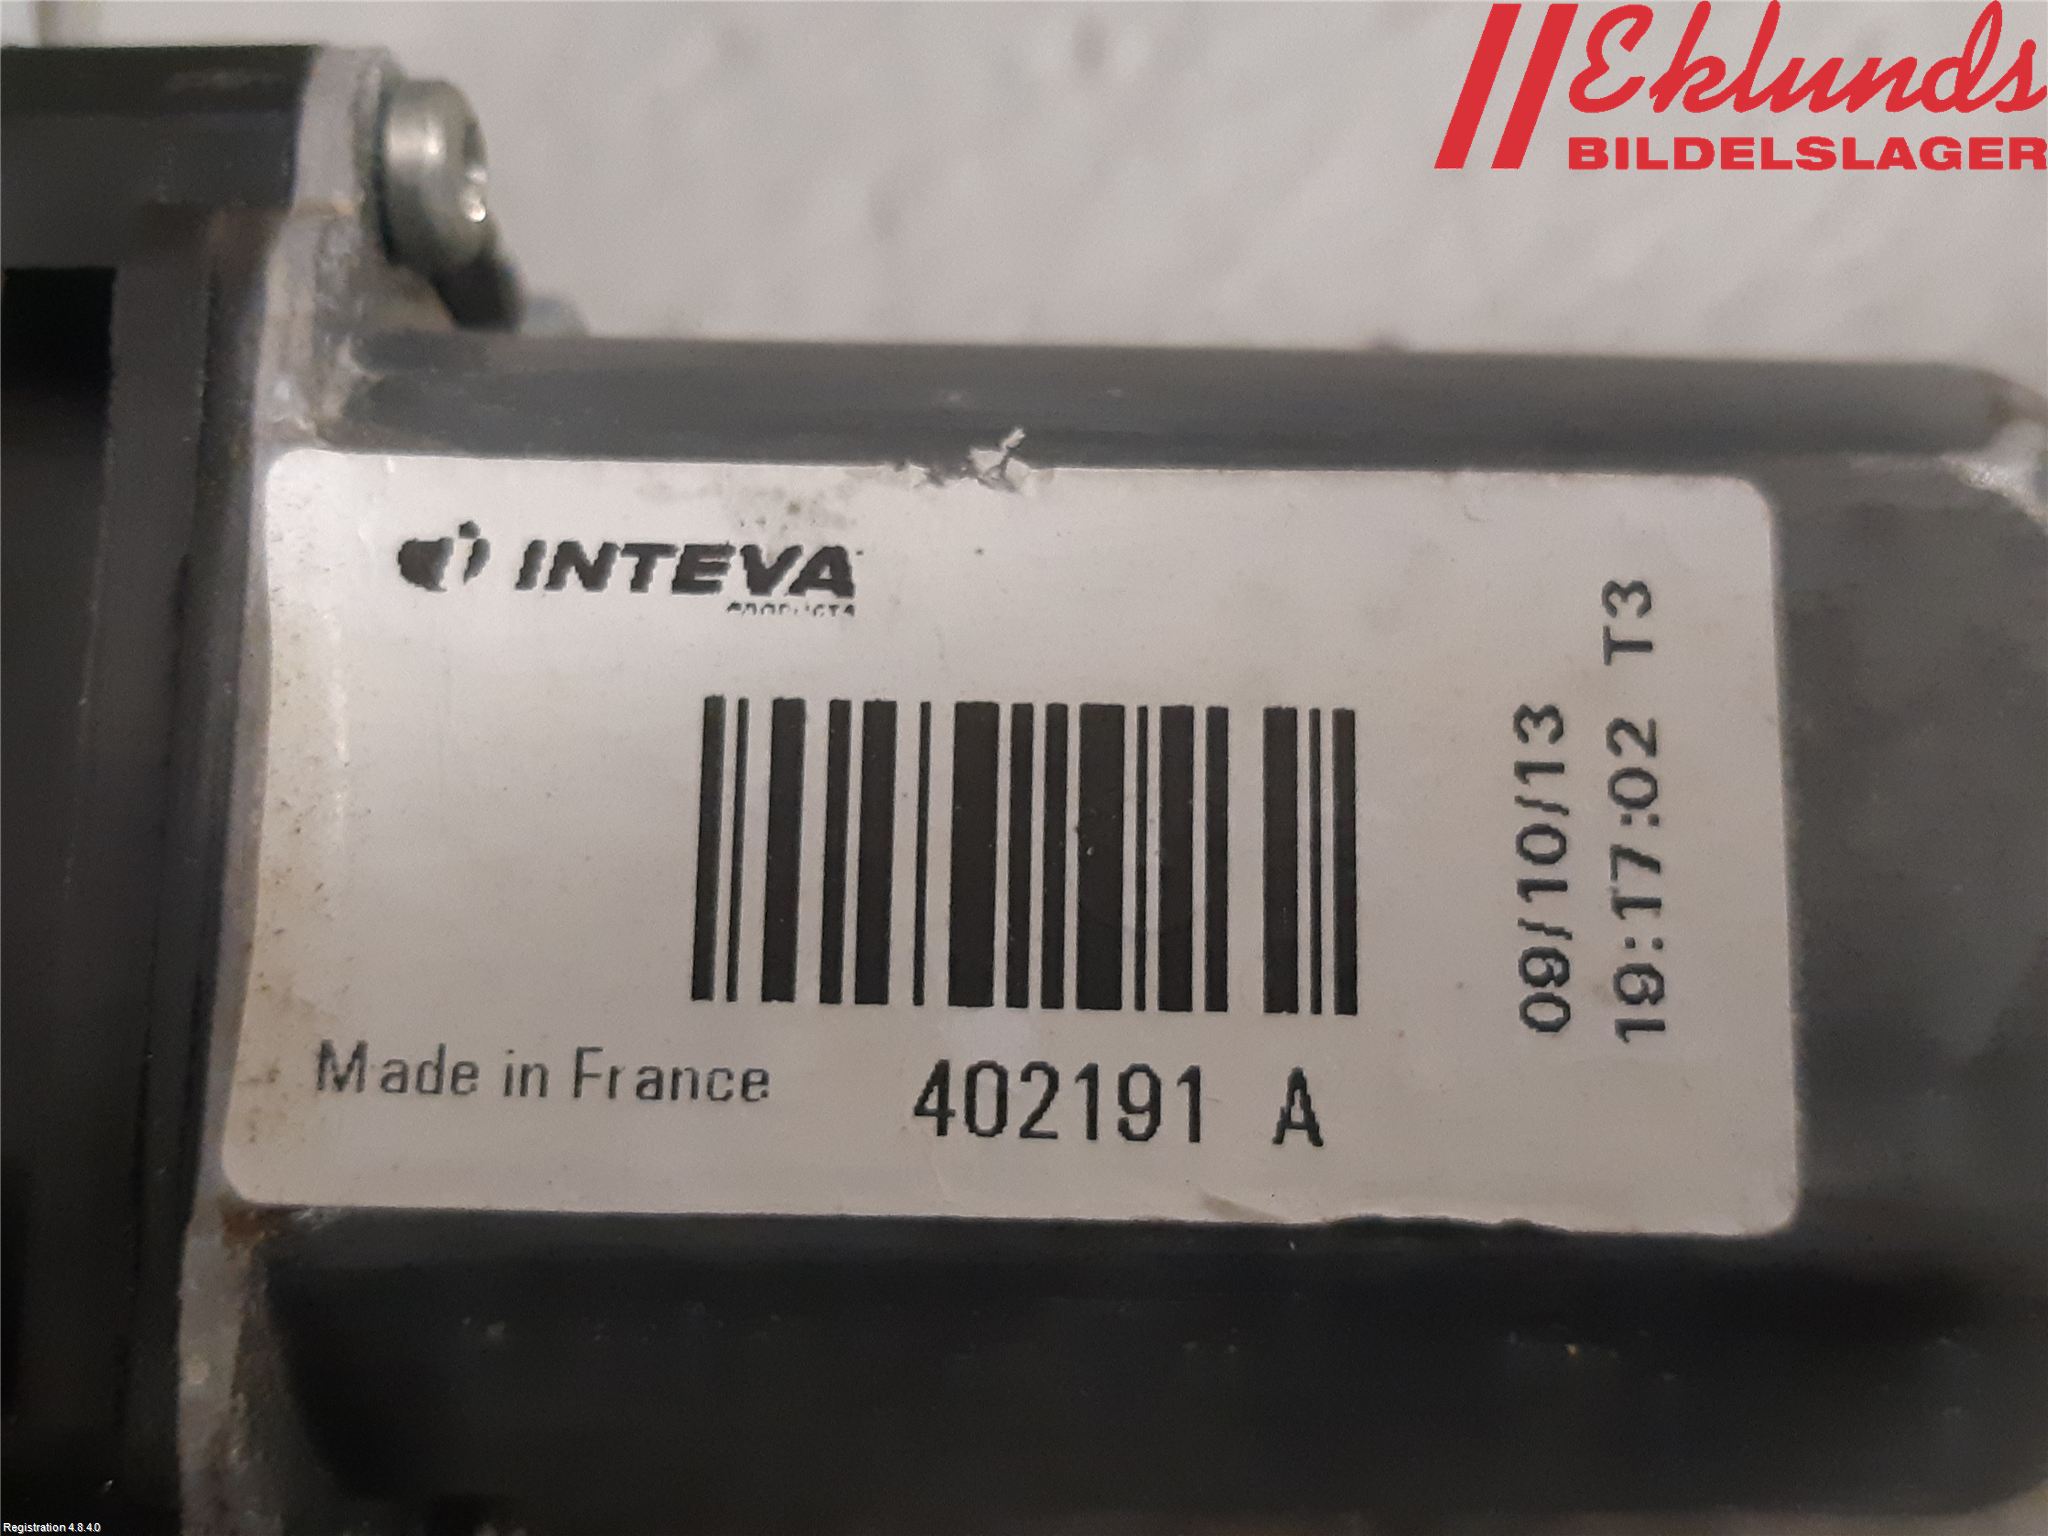 Eklunds
BILDELSLAGER
INTEVA
PRODUCTS
09/10/13
19:17:02 T3
Made in France
402191 A
Registration 4.8.4.0